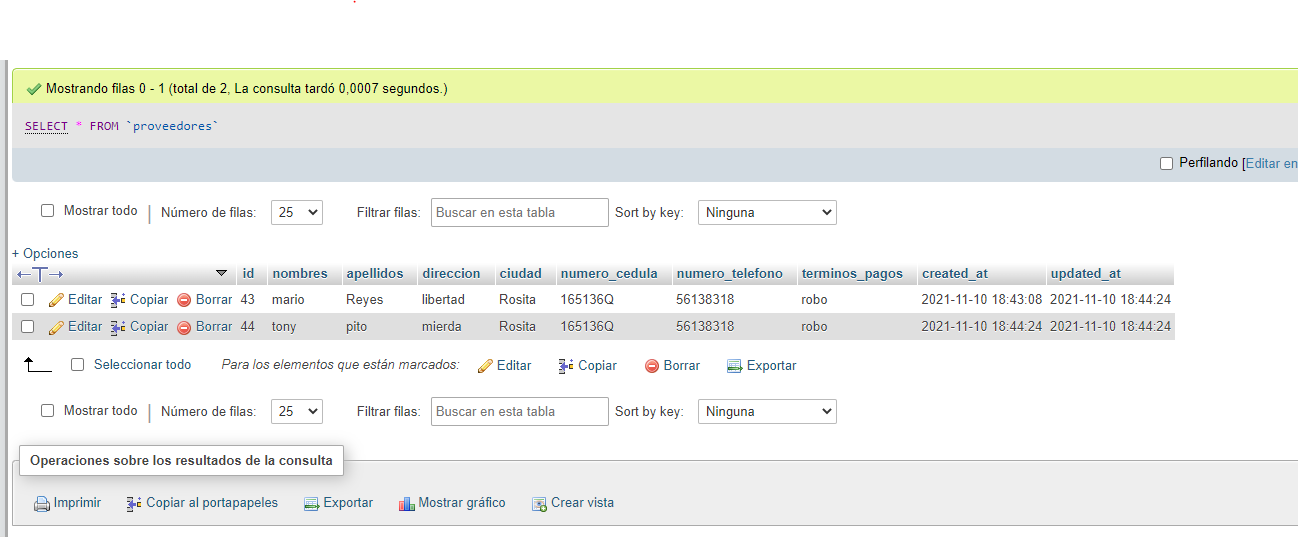 Mostrando filas 0 - 1 (total de 2, La consulta tardó 0,0007 segundos.)
SELECT * FROM `proveedores`
Perfilando [Editar en
Mostrar todo | Número de filas: 25 Filtrar filas: Buscar en esta tabla Sort by key: Ninguna
+ Opciones
←T→ id nombres apellidos direccion ciudad numero_cedula numero_telefono terminos_pagos created_at updated_at
Editar Copiar Borrar 43 mario Reyes libertad Rosita 165136Q 56138318 robo 2021-11-10 18:43:08 2021-11-10 18:44:24
Editar Copiar Borrar 44 tony pito mierda Rosita 165136Q 56138318 robo 2021-11-10 18:44:24 2021-11-10 18:44:24
Seleccionar todo Para los elementos que están marcados: Editar Copiar Borrar Exportar
Mostrar todo | Número de filas: 25 Filtrar filas: Buscar en esta tabla Sort by key: Ninguna
Operaciones sobre los resultados de la consulta
Imprimir Copiar al portapapeles Exportar Mostrar gráfico Crear vista